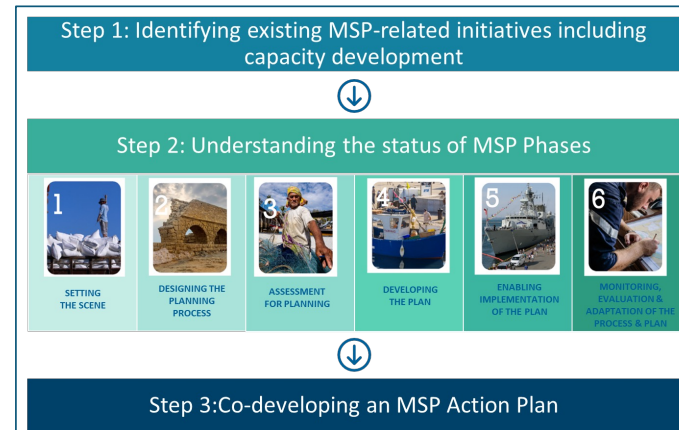 Step 1: Identifying existing MSP-related initiatives including
capacity development
Step 2: Understanding the status of MSP Phases
1
2
3
4
5
6
SETTING
THE SCENE
DESIGNING THE
PLANNING
PROCESS
ASSESSMENT
FOR PLANNING
DEVELOPING
THE PLAN
ENABLING
IMPLEMENTATION
OF THE PLAN
MONITORING,
EVALUATION &
ADAPTATION OF THE
PROCESS & PLAN
Step 3:Co-developing an MSP Action Plan